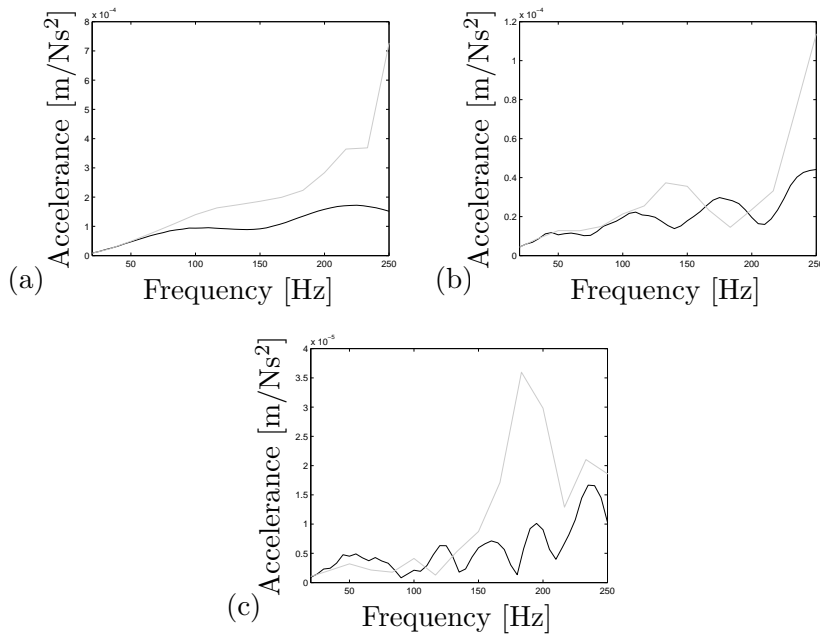 x 10⁻⁴
8
7
6
5
4
3
2
1
0
50 100 150 200 250
Accelerance [m/Ns²]
Frequency [Hz]
(a)
x 10⁻⁴
1.2
1
0.8
0.6
0.4
0.2
0
50 100 150 200 250
Accelerance [m/Ns²]
Frequency [Hz]
(b)
x 10⁻⁵
4
3.5
3
2.5
2
1.5
1
0.5
0
50 100 150 200 250
Accelerance [m/Ns²]
Frequency [Hz]
(c)